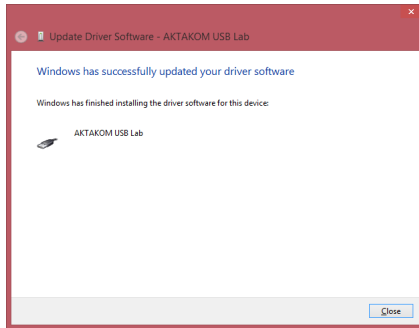 Update Driver Software - AKTAKOM USB Lab
Windows has successfully updated your driver software
Windows has finished installing the driver software for this device:
AKTAKOM USB Lab
Close